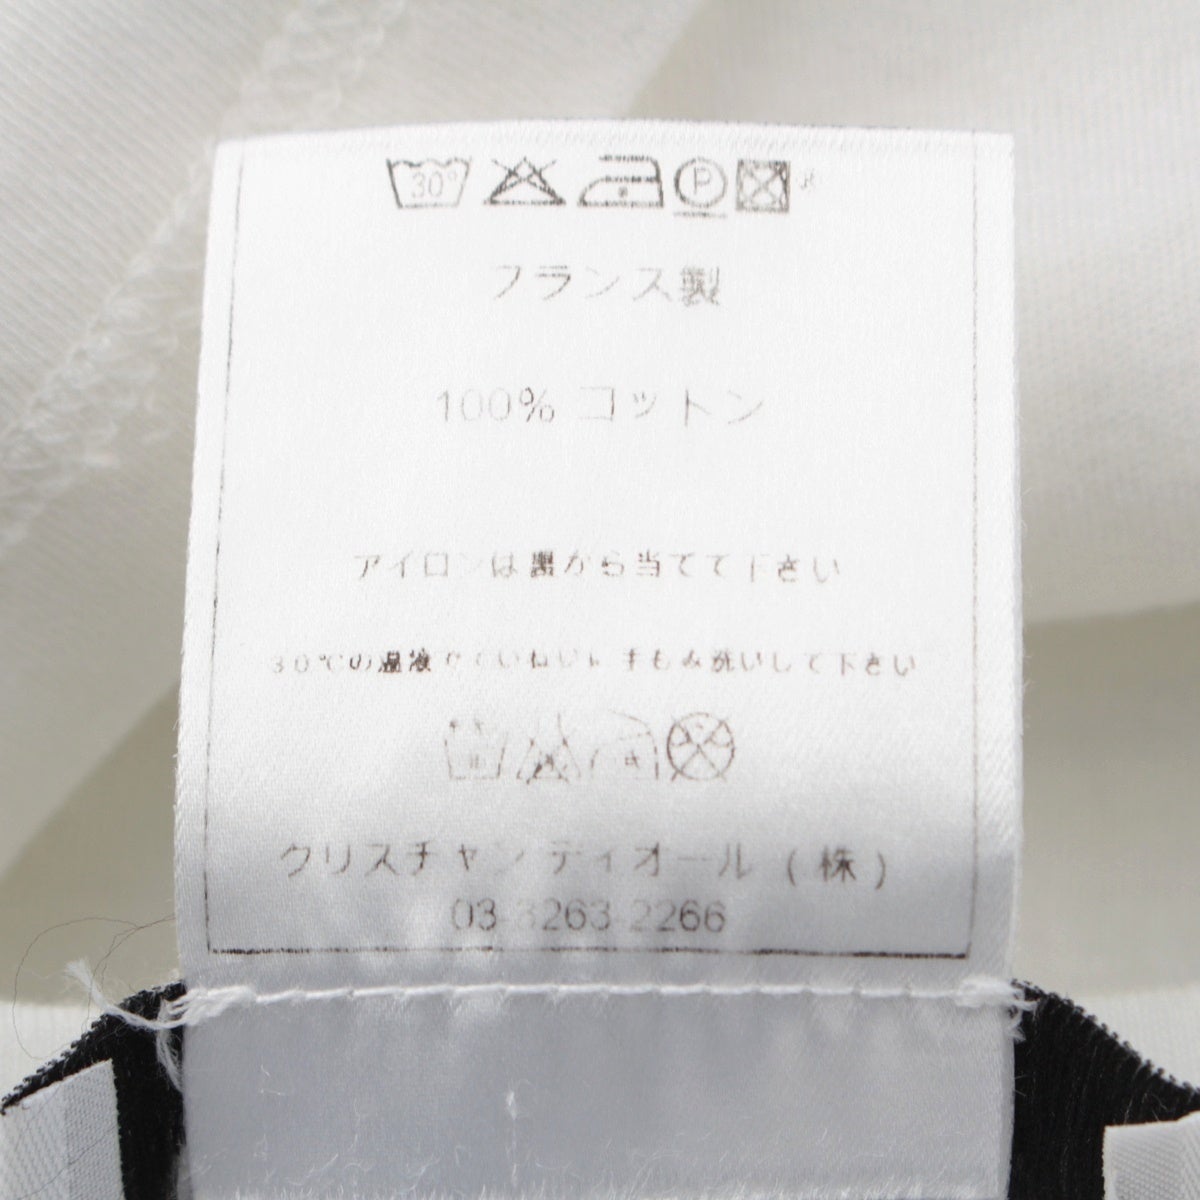 30°
P
フランス製
100% コットン
アイロンは裏から当てて下さい
30℃の温液でていねいに手もみ洗いして下さい
クリスチャン ディオール (株)
03-3263-2266